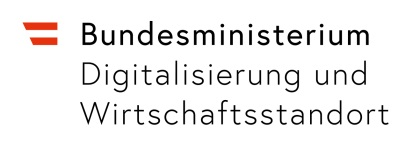 Bundesministerium
Digitalisierung und
Wirtschaftsstandort